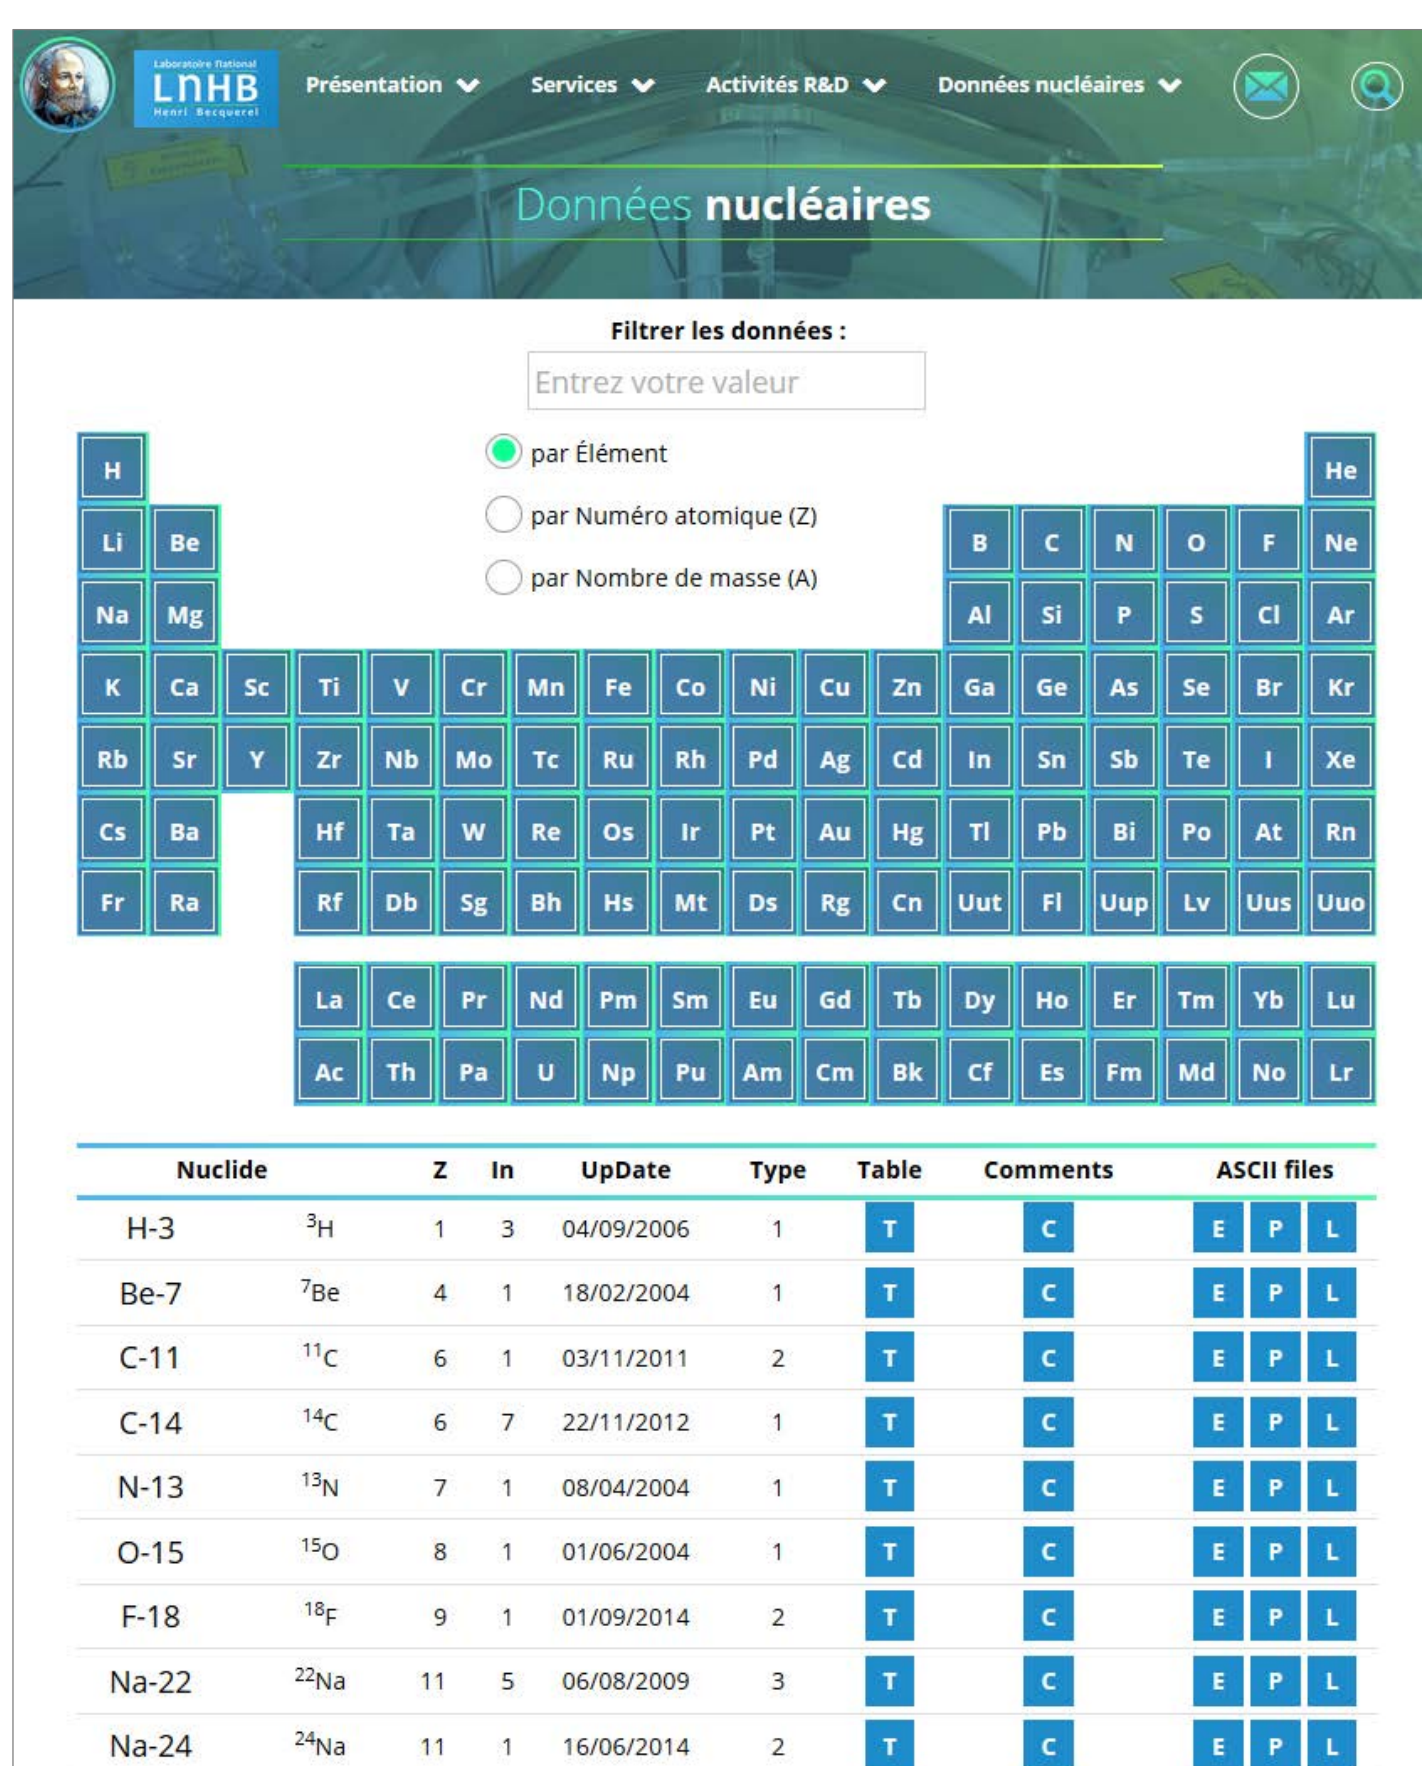 Laboratoire National
LNHB
Henri Becquerel
Présentation Services Activités R&D Données nucléaires
Données nucléaires
Filtrer les données :
Entrez votre valeur
par Élément
par Numéro atomique (Z)
par Nombre de masse (A)
H He
Li Be B C N O F Ne
Na Mg Al Si P S Cl Ar
K Ca Sc Ti V Cr Mn Fe Co Ni Cu Zn Ga Ge As Se Br Kr
Rb Sr Y Zr Nb Mo Tc Ru Rh Pd Ag Cd In Sn Sb Te I Xe
Cs Ba Hf Ta W Re Os Ir Pt Au Hg Tl Pb Bi Po At Rn
Fr Ra Rf Db Sg Bh Hs Mt Ds Rg Cn Uut Fl Uup Lv Uus Uuo
La Ce Pr Nd Pm Sm Eu Gd Tb Dy Ho Er Tm Yb Lu
Ac Th Pa U Np Pu Am Cm Bk Cf Es Fm Md No Lr
Nuclide Z In UpDate Type Table Comments ASCII files
H-3 ³H 1 3 04/09/2006 1 T C E P L
Be-7 ⁷Be 4 1 18/02/2004 1 T C E P L
C-11 ¹¹C 6 1 03/11/2011 2 T C E P L
C-14 ¹⁴C 6 7 22/11/2012 1 T C E P L
N-13 ¹³N 7 1 08/04/2004 1 T C E P L
O-15 ¹⁵O 8 1 01/06/2004 1 T C E P L
F-18 ¹⁸F 9 1 01/09/2014 2 T C E P L
Na-22 ²²Na 11 5 06/08/2009 3 T C E P L
Na-24 ²⁴Na 11 1 16/06/2014 2 T C E P L